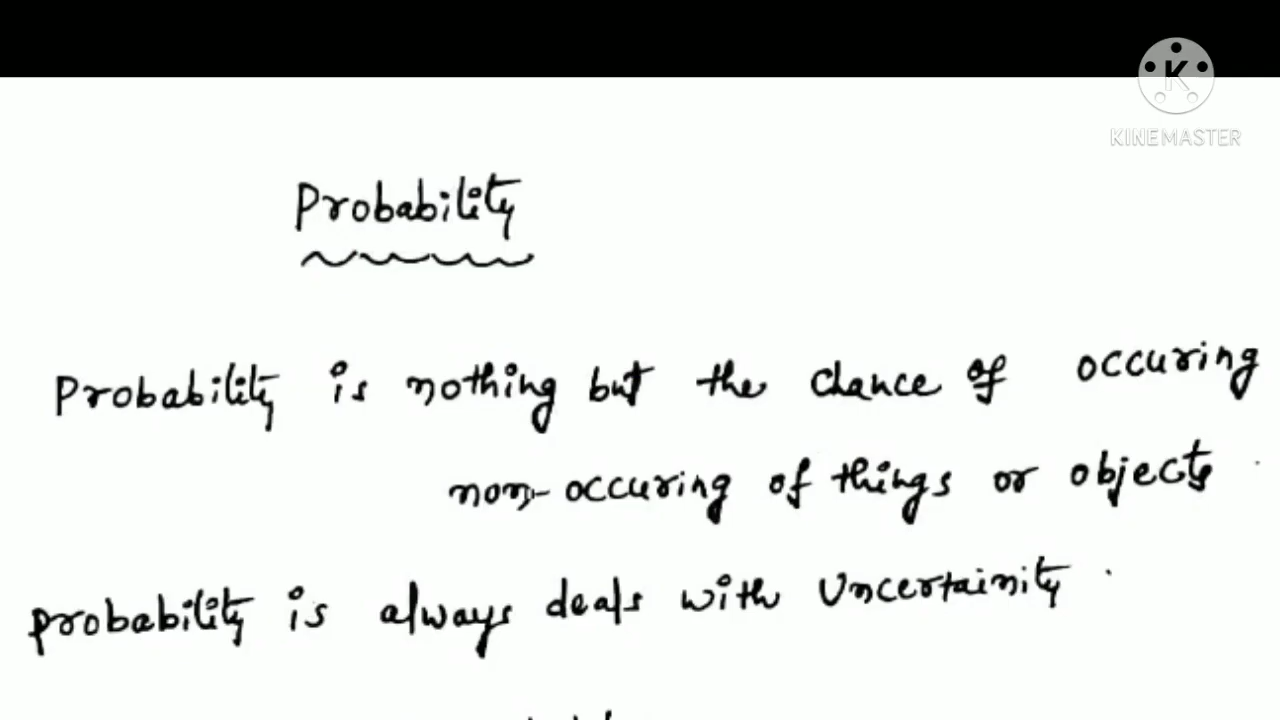 K
KINEMASTER
Probability
Probability is nothing but the chance of occuring
non-occuring of things or objects.
probability is always deals with Uncertainity.